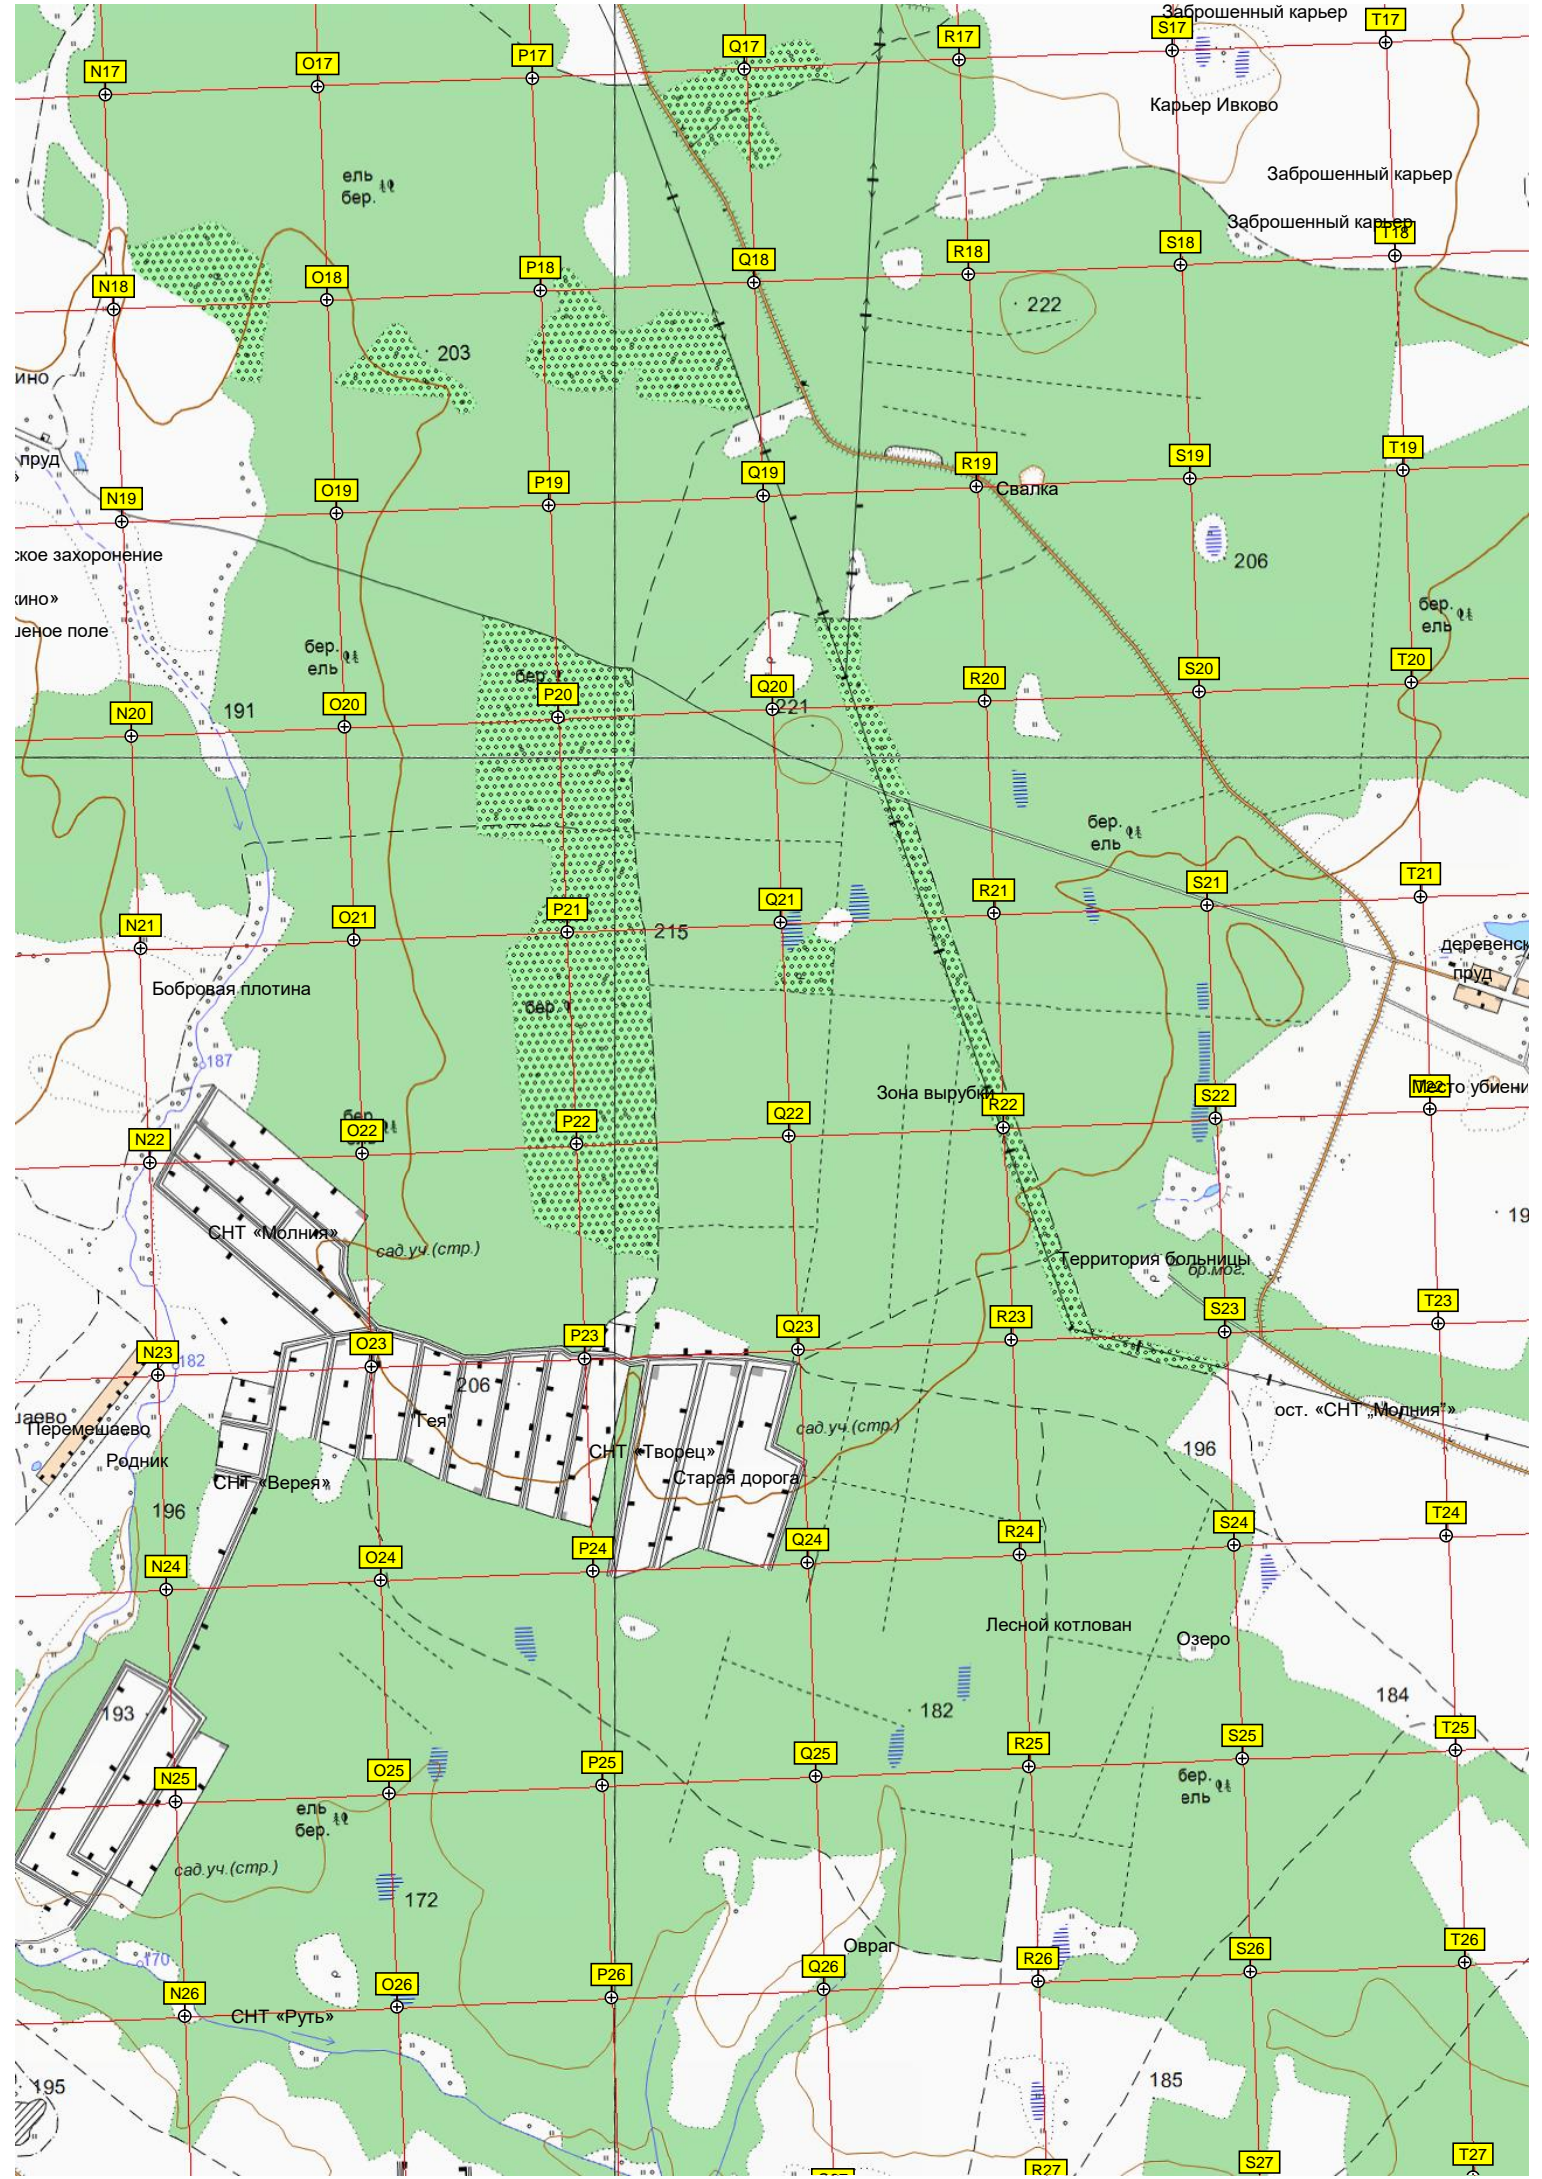 Заброшенный карьер
N17
O17
P17
Q17
R17
S17
T17
Карьер Ивково
ель
бер.
Заброшенный карьер
Заброшенный карьер
N18
O18
P18
Q18
R18
S18
T18
222
203
ино
пруд
N19
O19
P19
Q19
R19
S19
T19
Свалка
ское захоронение
206
кино»
шеное поле
бер.
ель
бер.
ель
бер.
N20
O20
P20
Q20
R20
S20
T20
191
221
бер.
ель
N21
O21
P21
Q21
R21
S21
T21
215
деревенск
пруд
Бобровая плотина
бер.
187
Зона вырубки
Место убиени
бер.
N22
O22
P22
Q22
R22
S22
T22
СНТ «Молния»
сад.уч.(стр.)
19
Территория больницы
бр.мог.
N23
O23
P23
Q23
R23
S23
T23
182
206
шаево
Перемешаево
"Гея"
сад.уч.(стр.)
ост. «СНТ „Молния"»
Родник
СНТ «Верея»
СНТ «Творец»
Старая дорога
196
196
N24
O24
P24
Q24
R24
S24
T24
Лесной котлован
Озеро
193
182
184
N25
O25
P25
Q25
R25
S25
T25
ель
бер.
бер.
ель
сад.уч.(стр.)
172
170
Овраг
N26
O26
P26
Q26
R26
S26
T26
СНТ «Руть»
195
185
R27
S27
T27